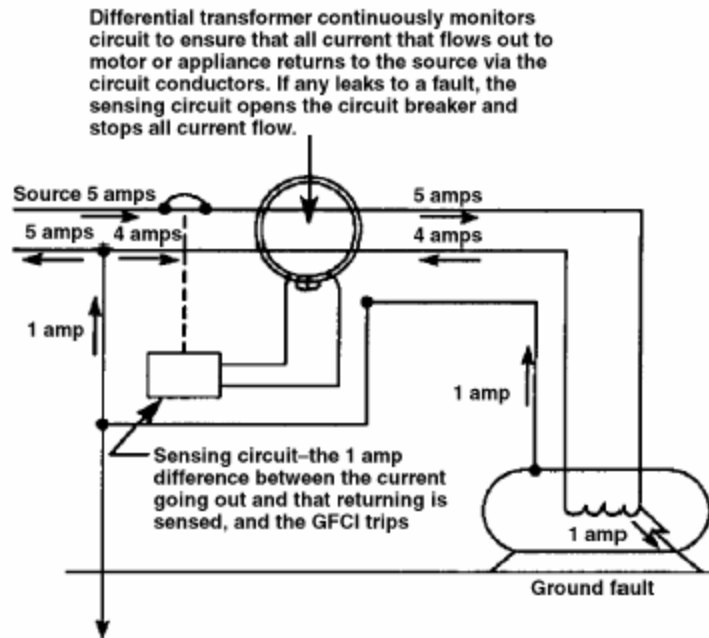 Differential transformer continuously monitors
circuit to ensure that all current that flows out to
motor or appliance returns to the source via the
circuit conductors. If any leaks to a fault, the
sensing circuit opens the circuit breaker and
stops all current flow.
Source 5 amps
5 amps
5 amps
4 amps
4 amps
1 amp
1 amp
Sensing circuit–the 1 amp
difference between the current
going out and that returning is
sensed, and the GFCI trips
1 amp
Ground fault